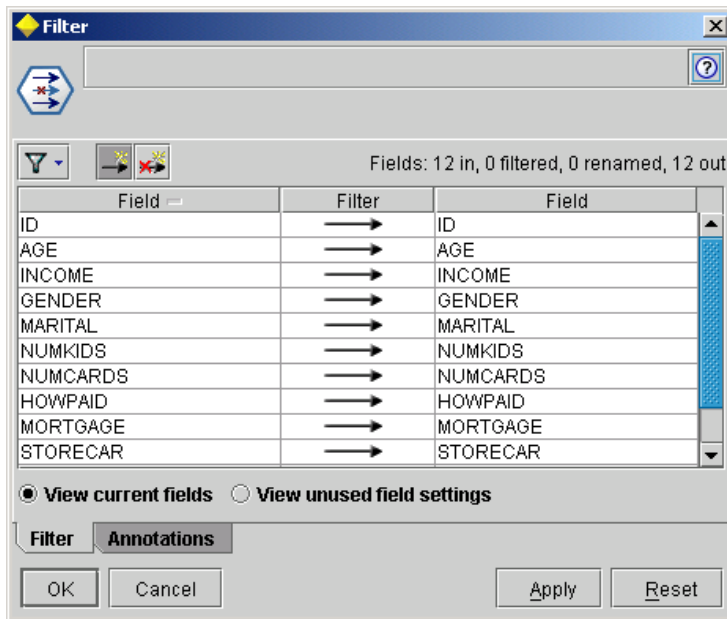 Filter
?
Fields: 12 in, 0 filtered, 0 renamed, 12 out
Field Filter Field
ID ID
AGE AGE
INCOME INCOME
GENDER GENDER
MARITAL MARITAL
NUMKIDS NUMKIDS
NUMCARDS NUMCARDS
HOWPAID HOWPAID
MORTGAGE MORTGAGE
STORECAR STORECAR
View current fields View unused field settings
Filter Annotations
OK Cancel Apply Reset